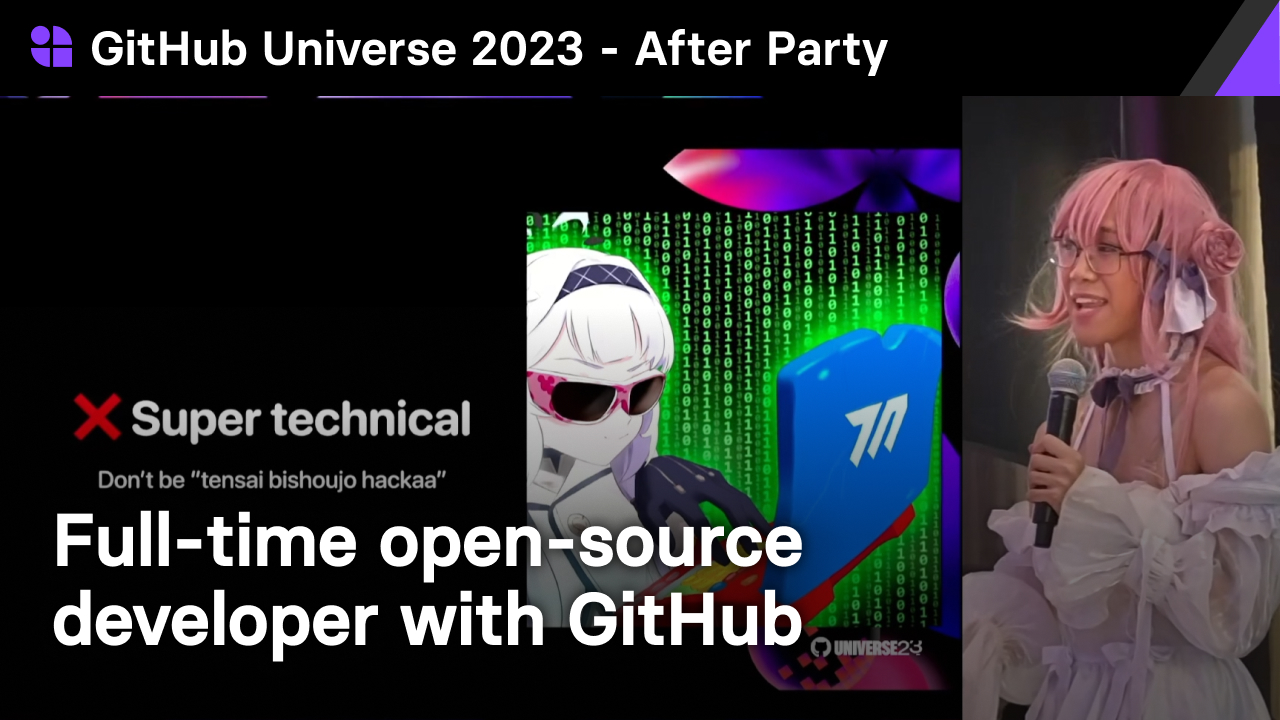 GitHub Universe 2023 - After Party
❌ Super technical
Don't be "tensai bishoujo hackaa"
Full-time open-source
developer with GitHub
UNIVERSE23